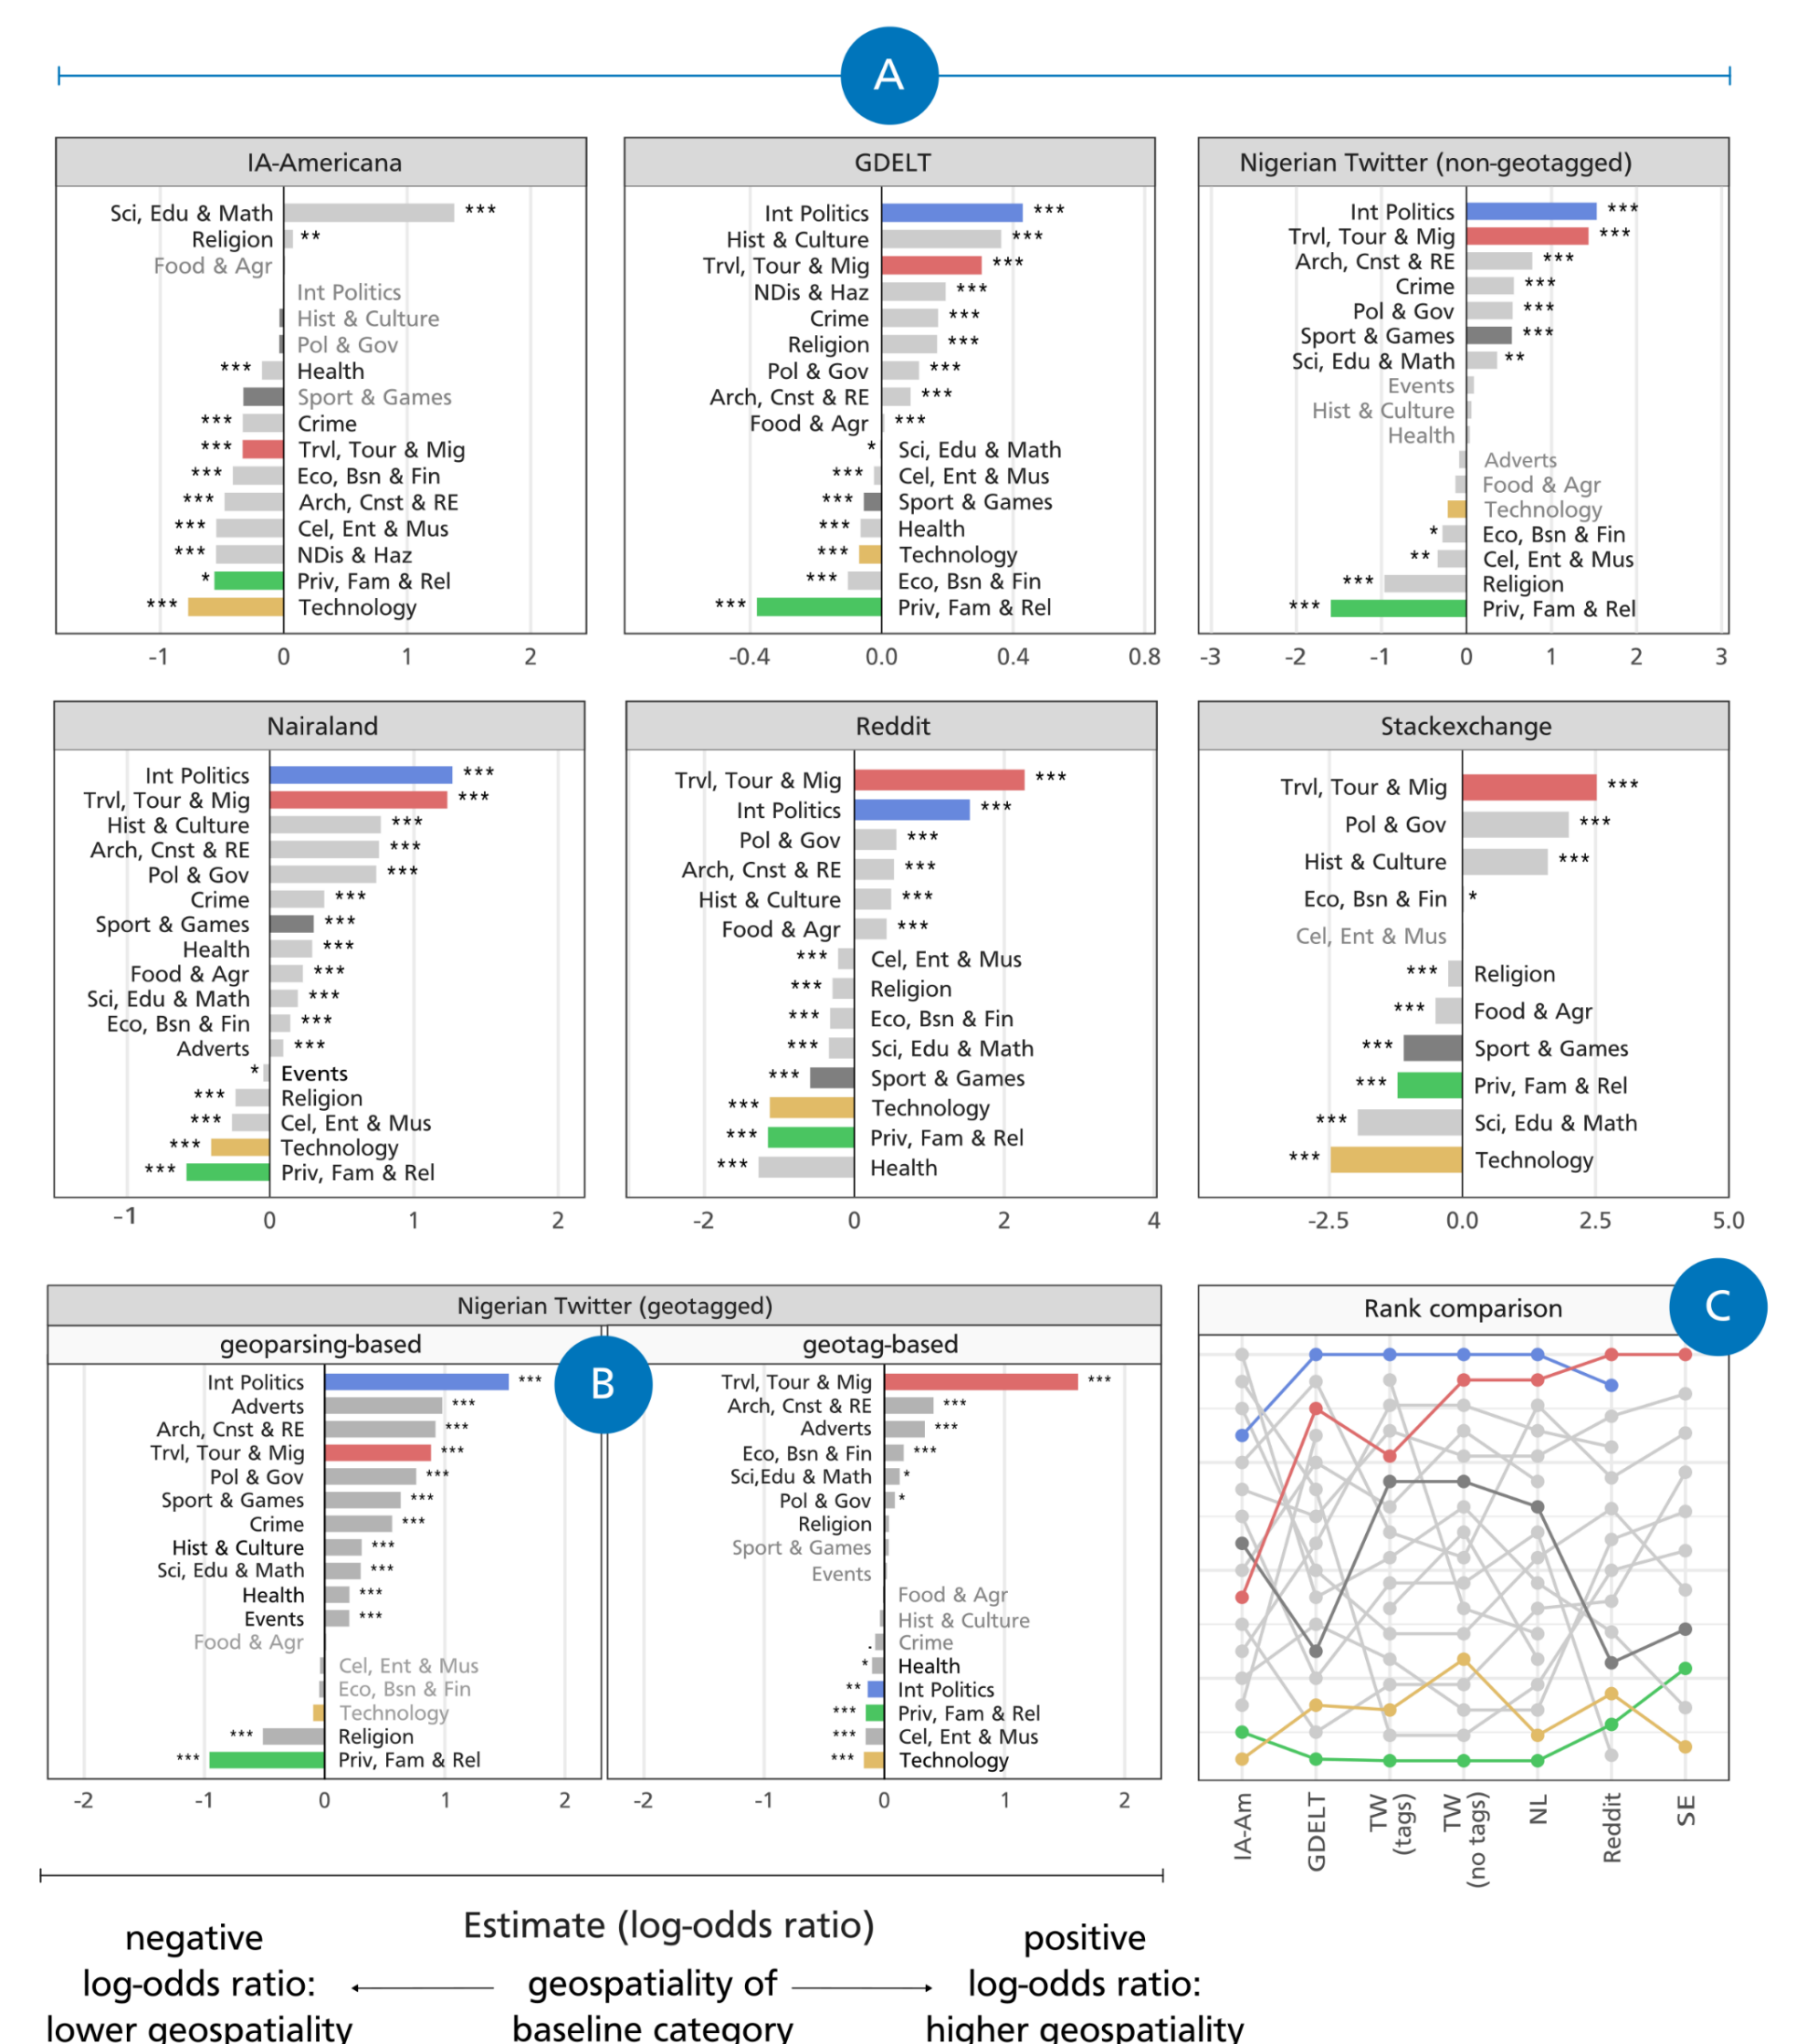 A
IA-Americana
Sci, Edu & Math ***
Religion **
Food & Agr
Int Politics
Hist & Culture
Pol & Gov
*** Health
Sport & Games
*** Crime
*** Trvl, Tour & Mig
*** Eco, Bsn & Fin
*** Arch, Cnst & RE
*** Cel, Ent & Mus
*** NDis & Haz
* Priv, Fam & Rel
*** Technology
-1 0 1 2
GDELT
Int Politics ***
Hist & Culture ***
Trvl, Tour & Mig ***
NDis & Haz ***
Crime ***
Religion ***
Pol & Gov ***
Arch, Cnst & RE ***
Food & Agr ***
* Sci, Edu & Math
*** Cel, Ent & Mus
*** Sport & Games
*** Health
*** Technology
*** Eco, Bsn & Fin
*** Priv, Fam & Rel
-0.4 0.0 0.4 0.8
Nigerian Twitter (non-geotagged)
Int Politics ***
Trvl, Tour & Mig ***
Arch, Cnst & RE ***
Crime ***
Pol & Gov ***
Sport & Games ***
Sci, Edu & Math **
Events
Hist & Culture
Health
Adverts
Food & Agr
Technology
* Eco, Bsn & Fin
** Cel, Ent & Mus
*** Religion
*** Priv, Fam & Rel
-3 -2 -1 0 1 2 3
Nairaland
Int Politics ***
Trvl, Tour & Mig ***
Hist & Culture ***
Arch, Cnst & RE ***
Pol & Gov ***
Crime ***
Sport & Games ***
Health ***
Food & Agr ***
Sci, Edu & Math ***
Eco, Bsn & Fin ***
Adverts ***
* Events
*** Religion
*** Cel, Ent & Mus
*** Technology
*** Priv, Fam & Rel
-1 0 1 2
Reddit
Trvl, Tour & Mig ***
Int Politics ***
Pol & Gov ***
Arch, Cnst & RE ***
Hist & Culture ***
Food & Agr ***
*** Cel, Ent & Mus
*** Religion
*** Eco, Bsn & Fin
*** Sci, Edu & Math
*** Sport & Games
*** Technology
*** Priv, Fam & Rel
*** Health
-2 0 2 4
Stackexchange
Trvl, Tour & Mig ***
Pol & Gov ***
Hist & Culture ***
Eco, Bsn & Fin *
Cel, Ent & Mus
*** Religion
*** Food & Agr
*** Sport & Games
*** Priv, Fam & Rel
*** Sci, Edu & Math
*** Technology
-2.5 0.0 2.5 5.0
Nigerian Twitter (geotagged)
B
geoparsing-based
Int Politics ***
Adverts ***
Arch, Cnst & RE ***
Trvl, Tour & Mig ***
Pol & Gov ***
Sport & Games ***
Crime ***
Hist & Culture ***
Sci, Edu & Math ***
Health ***
Events ***
Food & Agr
Cel, Ent & Mus
Eco, Bsn & Fin
Technology
*** Religion
*** Priv, Fam & Rel
-2 -1 0 1 2
geotag-based
Trvl, Tour & Mig ***
Arch, Cnst & RE ***
Adverts ***
Eco, Bsn & Fin ***
Sci,Edu & Math *
Pol & Gov *
Religion
Sport & Games
Events
Food & Agr
Hist & Culture
. Crime
* Health
** Int Politics
*** Priv, Fam & Rel
*** Cel, Ent & Mus
*** Technology
-2 -1 0 1 2
Rank comparison
C
IA-Am
GDELT
TW
(tags)
TW
(no tags)
NL
Reddit
SE
Estimate (log-odds ratio)
negative
log-odds ratio:
lower geospatiality
geospatiality of
baseline category
positive
log-odds ratio:
higher geospatiality